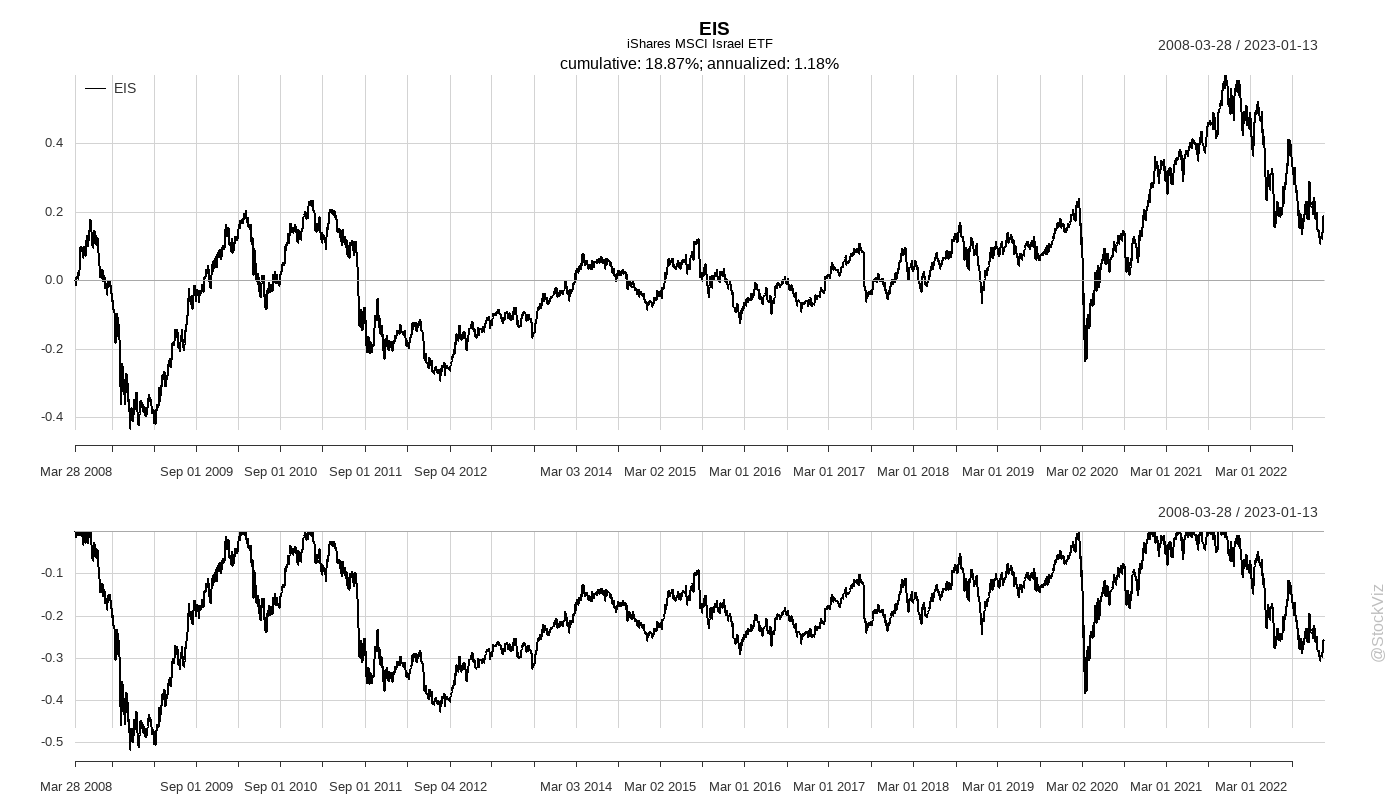 EIS
iShares MSCI Israel ETF
cumulative: 18.87%; annualized: 1.18%
2008-03-28 / 2023-01-13
EIS
0.4
0.2
0.0
-0.2
-0.4
Mar 28 2008 Sep 01 2009 Sep 01 2010 Sep 01 2011 Sep 04 2012 Mar 03 2014 Mar 02 2015 Mar 01 2016 Mar 01 2017 Mar 01 2018 Mar 01 2019 Mar 02 2020 Mar 01 2021 Mar 01 2022
2008-03-28 / 2023-01-13
-0.1
-0.2
-0.3
-0.4
-0.5
Mar 28 2008 Sep 01 2009 Sep 01 2010 Sep 01 2011 Sep 04 2012 Mar 03 2014 Mar 02 2015 Mar 01 2016 Mar 01 2017 Mar 01 2018 Mar 01 2019 Mar 02 2020 Mar 01 2021 Mar 01 2022
@StockViz